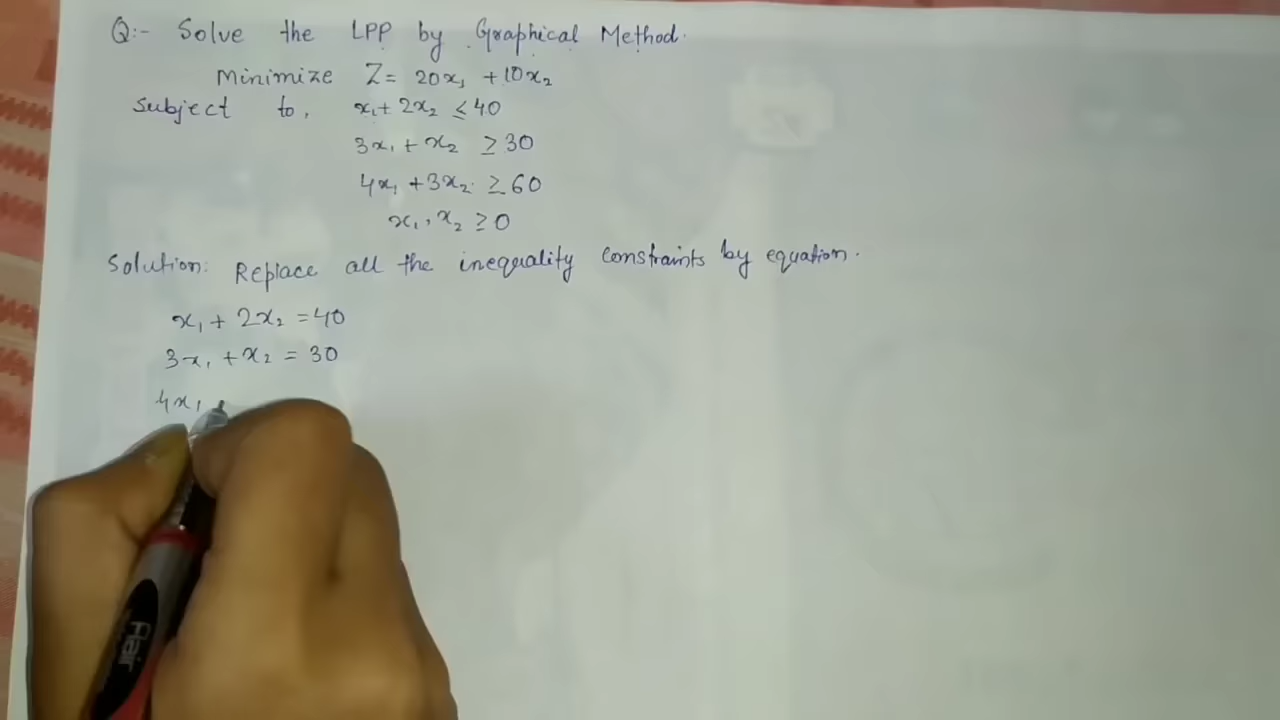 Q:- Solve the LPP by Graphical Method.
Minimize Z= 20x₁ +10x₂
Subject to, x₁+ 2x₂ ≤ 40
3x₁ + x₂ ≥ 30
4x₁ +3x₂ ≥ 60
x₁, x₂ ≥ 0
Solution: Replace all the inequality constraints by equation.
x₁ + 2x₂ = 40
3x₁ + x₂ = 30
4x₁
Flair